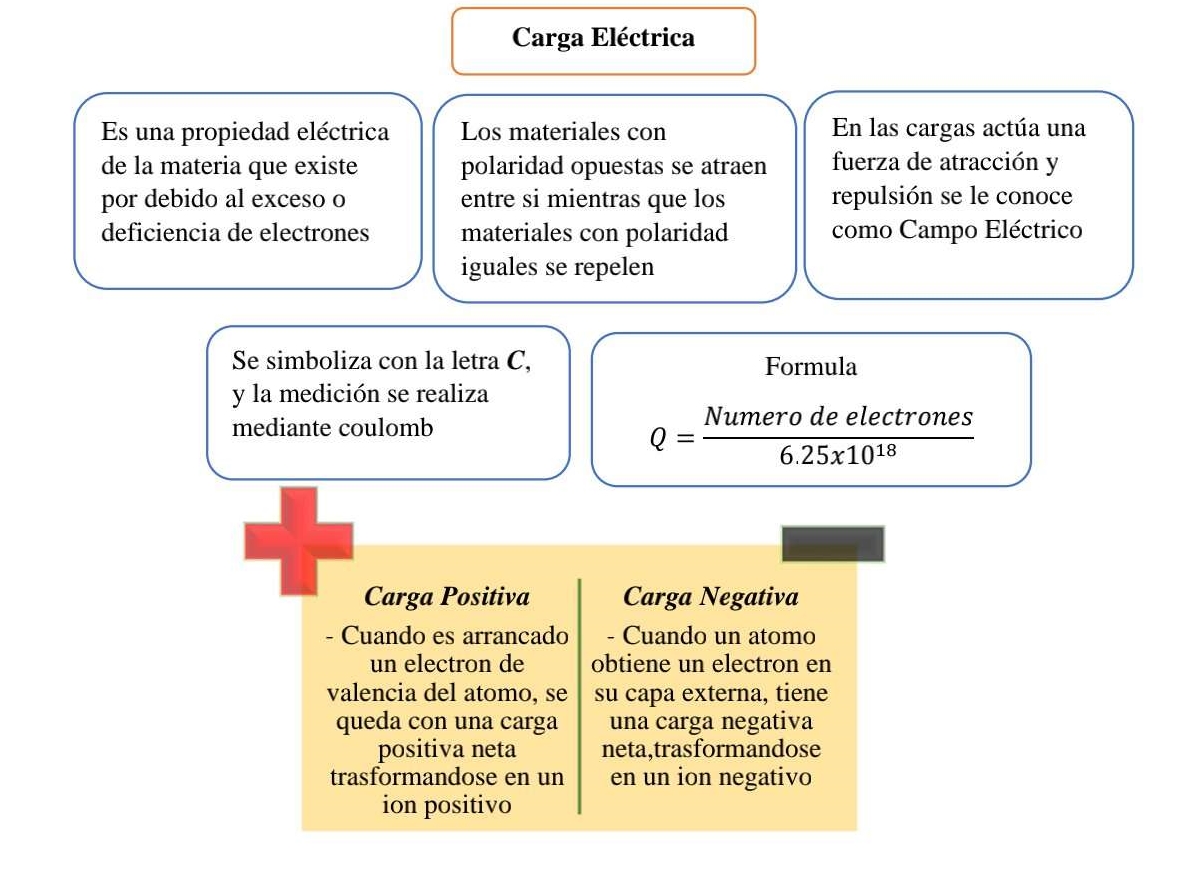 Carga Eléctrica
Es una propiedad eléctrica
de la materia que existe
por debido al exceso o
deficiencia de electrones
Los materiales con
polaridad opuestas se atraen
entre si mientras que los
materiales con polaridad
iguales se repelen
En las cargas actúa una
fuerza de atracción y
repulsión se le conoce
como Campo Eléctrico
Se simboliza con la letra C,
y la medición se realiza
mediante coulomb
Formula
Q = Numero de electrones / 6.25x10¹⁸
Carga Positiva
- Cuando es arrancado
un electron de
valencia del atomo, se
queda con una carga
positiva neta
trasformandose en un
ion positivo
Carga Negativa
- Cuando un atomo
obtiene un electron en
su capa externa, tiene
una carga negativa
neta,trasformandose
en un ion negativo